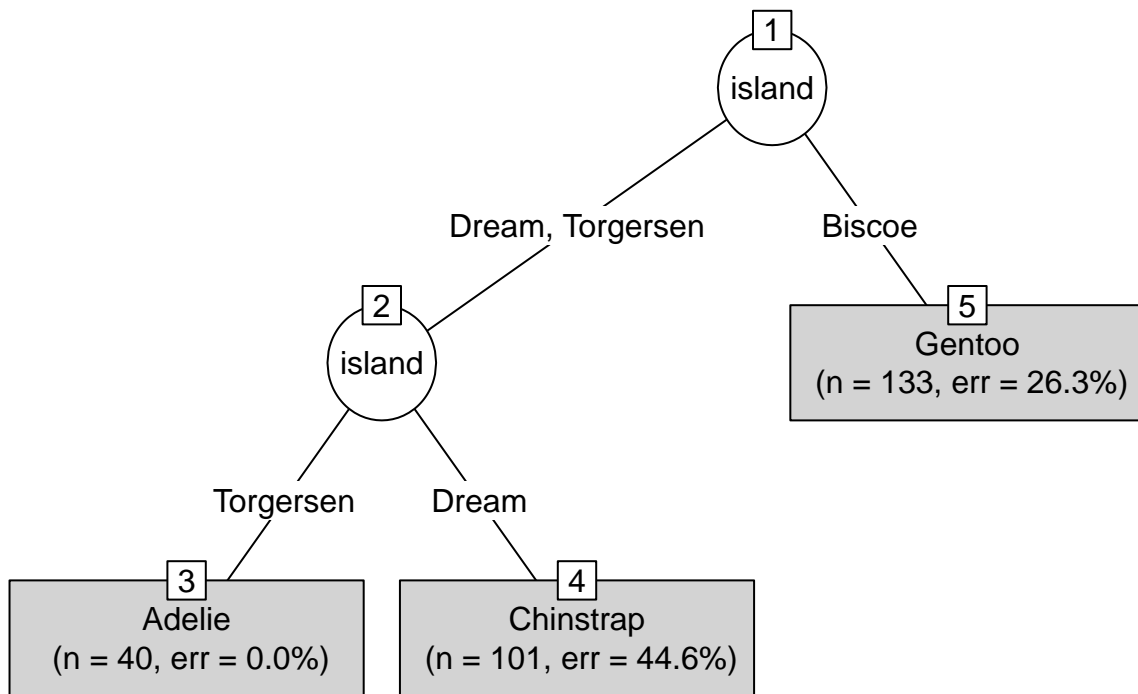 1
island
Dream, Torgersen
Biscoe
2
island
5
Gentoo
(n = 133, err = 26.3%)
Torgersen
Dream
3
Adelie
(n = 40, err = 0.0%)
4
Chinstrap
(n = 101, err = 44.6%)